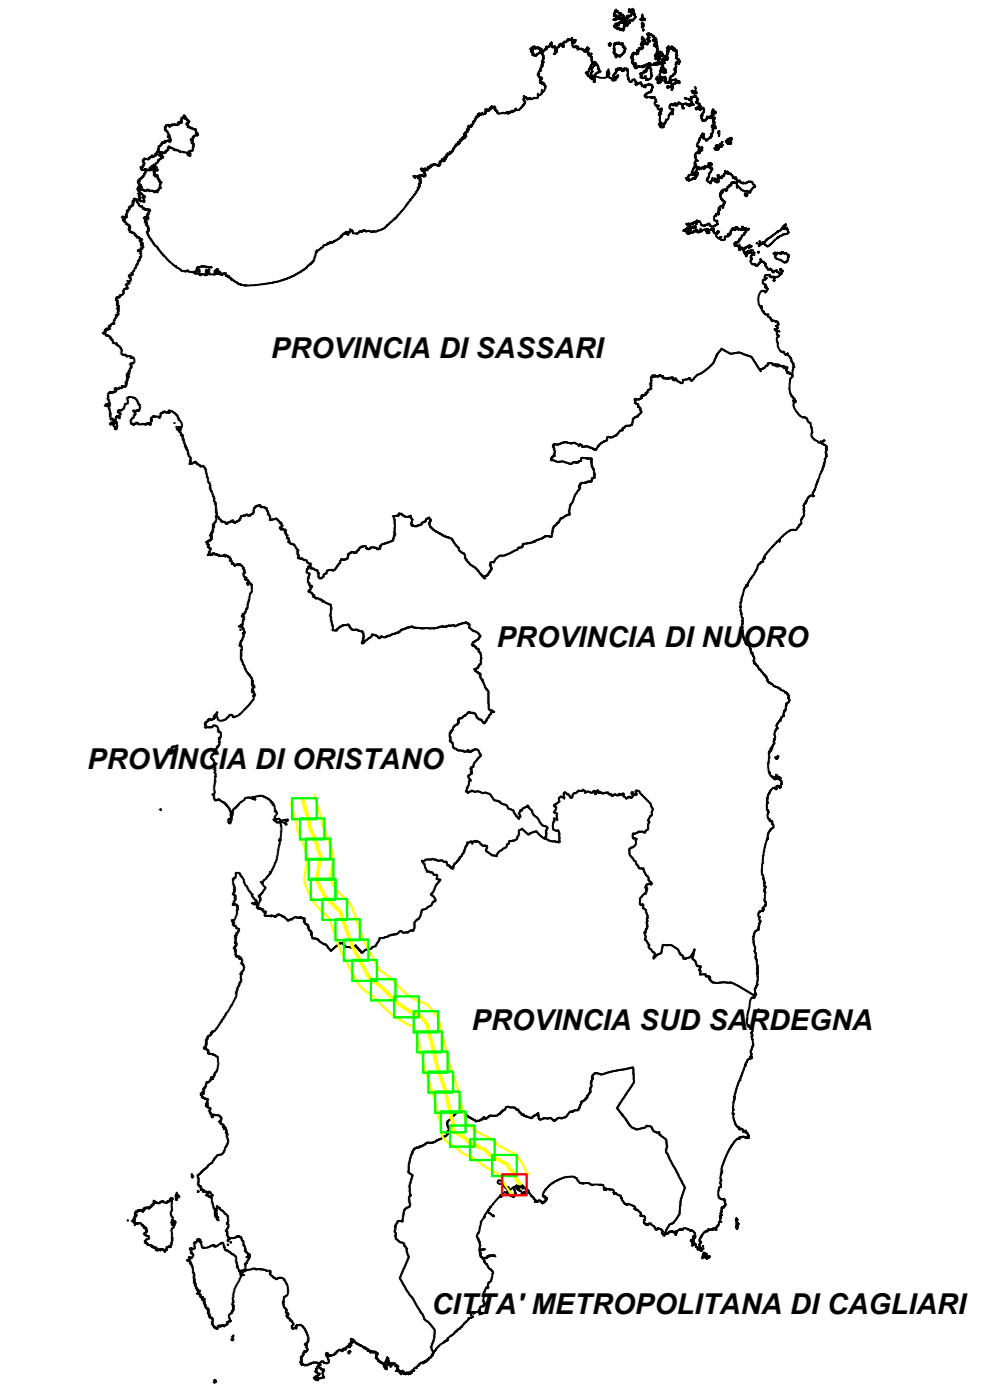 PROVINCIA DI SASSARI
PROVINCIA DI NUORO
PROVINCIA DI ORISTANO
PROVINCIA SUD SARDEGNA
CITTA' METROPOLITANA DI CAGLIARI